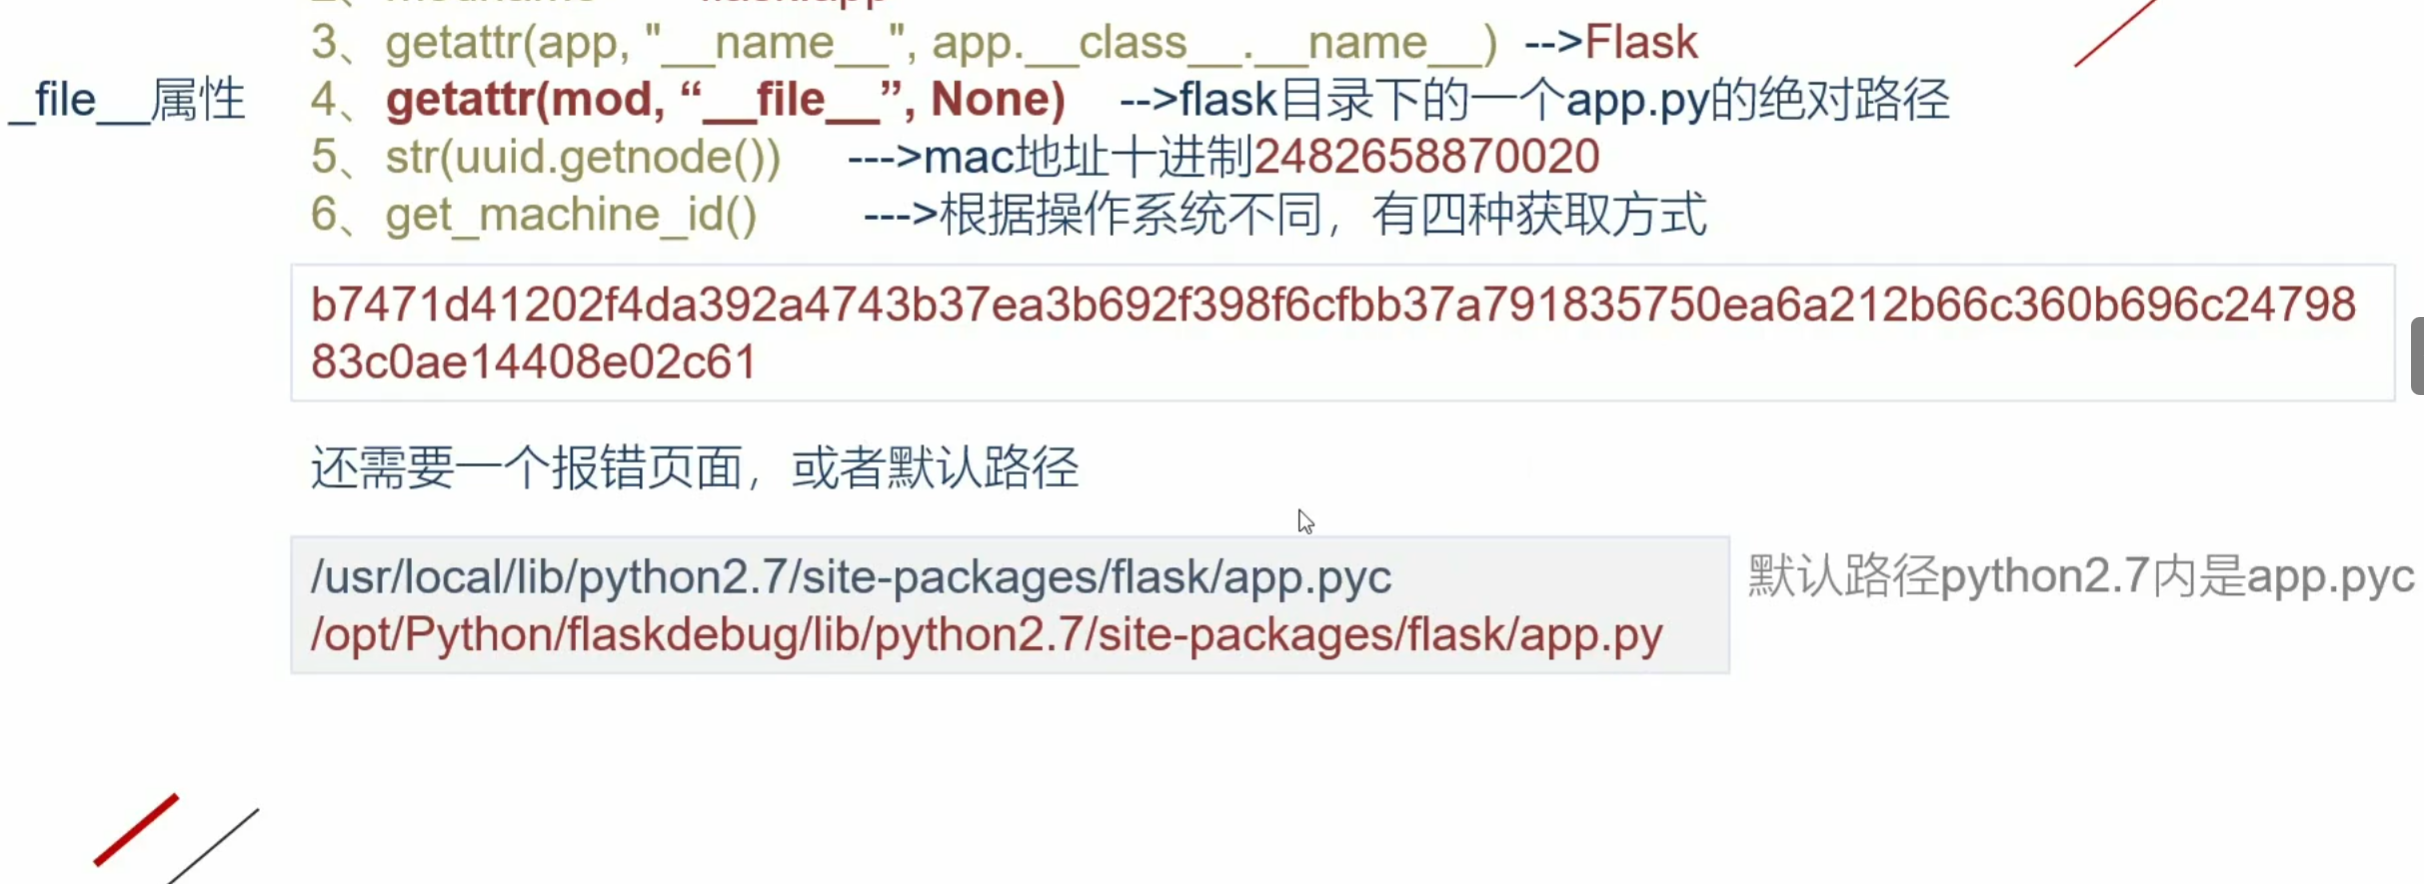 3、getattr(app, "__name__", app.__class__.__name__) -->Flask
_file__属性 4、getattr(mod, “__file__”, None) -->flask目录下的一个app.py的绝对路径
5、str(uuid.getnode()) --->mac地址十进制2482658870020
6、get_machine_id() --->根据操作系统不同，有四种获取方式
b7471d41202f4da392a4743b37ea3b692f398f6cfbb37a791835750ea6a212b66c360b696c24798
83c0ae14408e02c61
还需要一个报错页面，或者默认路径
/usr/local/lib/python2.7/site-packages/flask/app.pyc 默认路径python2.7内是app.pyc
/opt/Python/flaskdebug/lib/python2.7/site-packages/flask/app.py